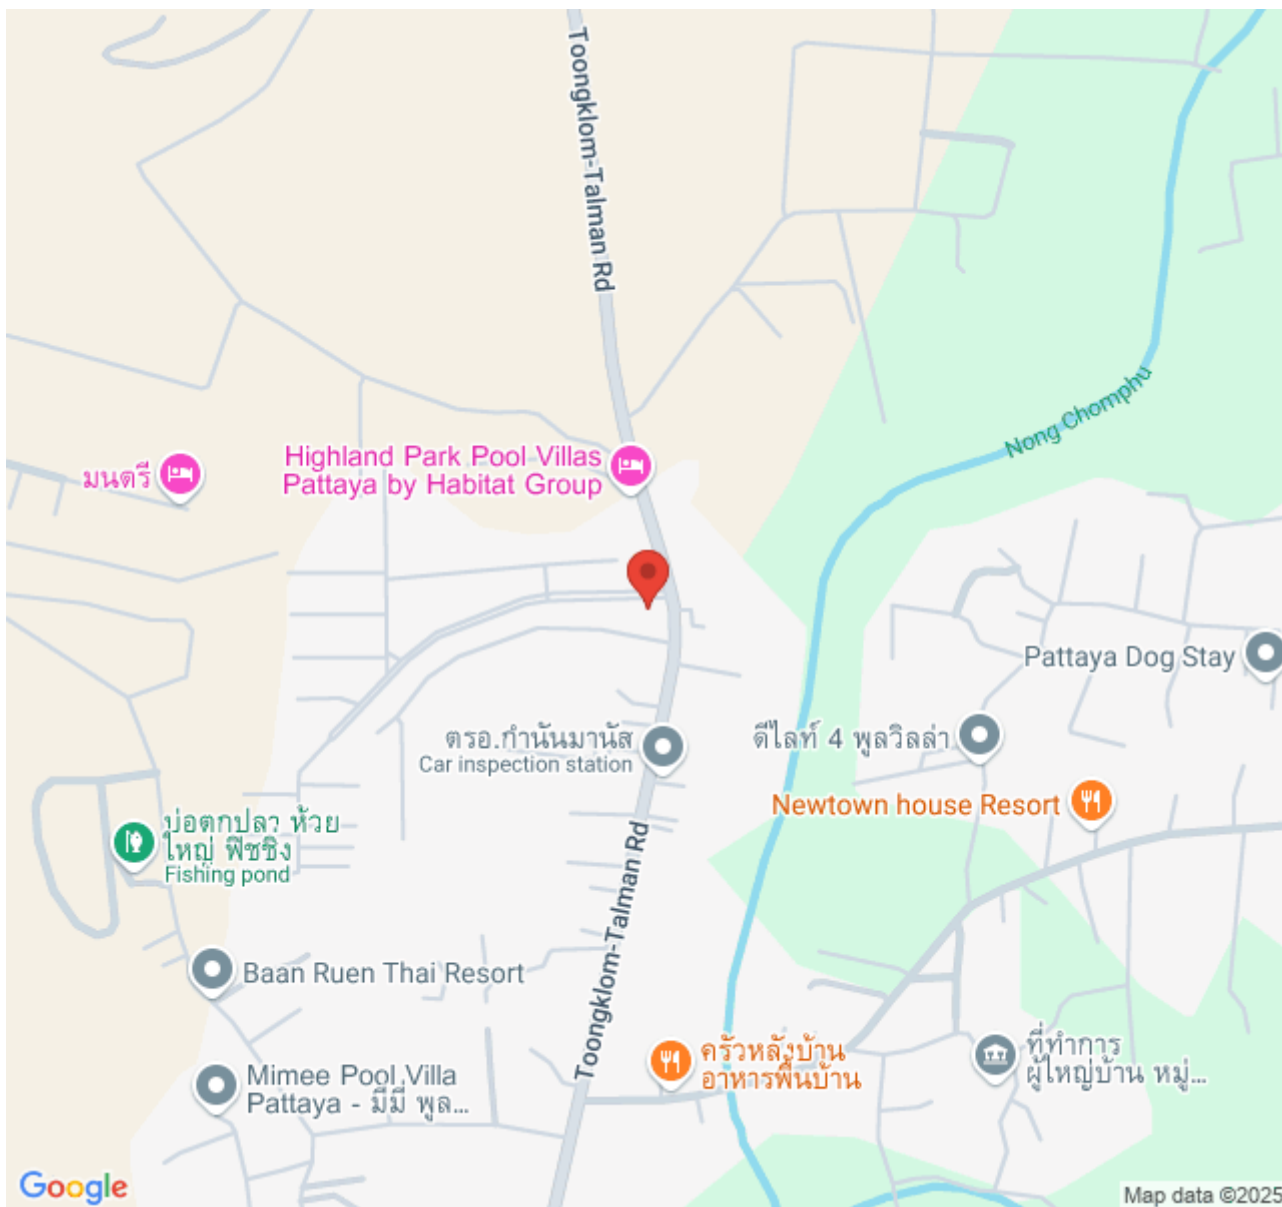 Toongklom-Talman Rd
Nong Chomphu
Highland Park Pool Villas
Pattaya by Habitat Group
มนตรี
Pattaya Dog Stay
ตรอ.กำนันมานัส
Car inspection station
ดีไลท์ 4 พูลวิลล่า
Newtown house Resort
บ่อตกปลา ห้วย
ใหญ่ ฟิชชิง
Fishing pond
Toongklom-Talman Rd
Baan Ruen Thai Resort
ครัวหลังบ้าน
อาหารพื้นบ้าน
ที่ทำการ
ผู้ใหญ่บ้าน หมู่...
Mimee Pool Villa
Pattaya - มีมี่ พูล...
Google
Map data ©2025